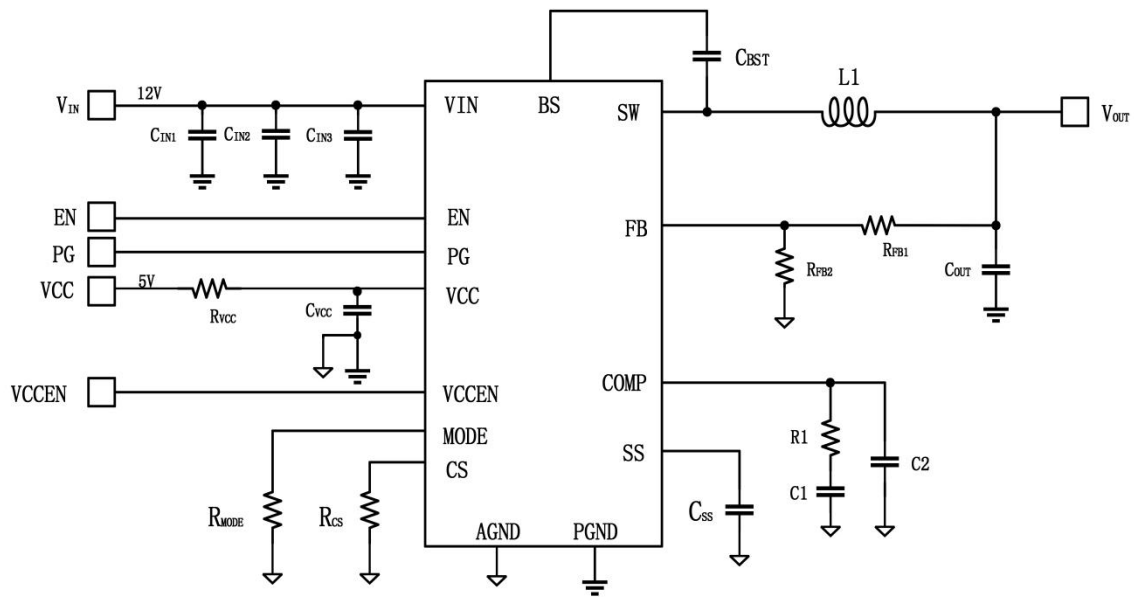 CBST
L1
VIN
12V
VIN
BS
SW
VOUT
CIN1
CIN2
CIN3
EN
EN
FB
RFB1
PG
PG
RFB2
COUT
VCC
5V
VCC
RVCC
CVCC
VCCEN
VCCEN
COMP
MODE
R1
SS
CS
C2
C1
RMODE
RCS
CSS
AGND
PGND